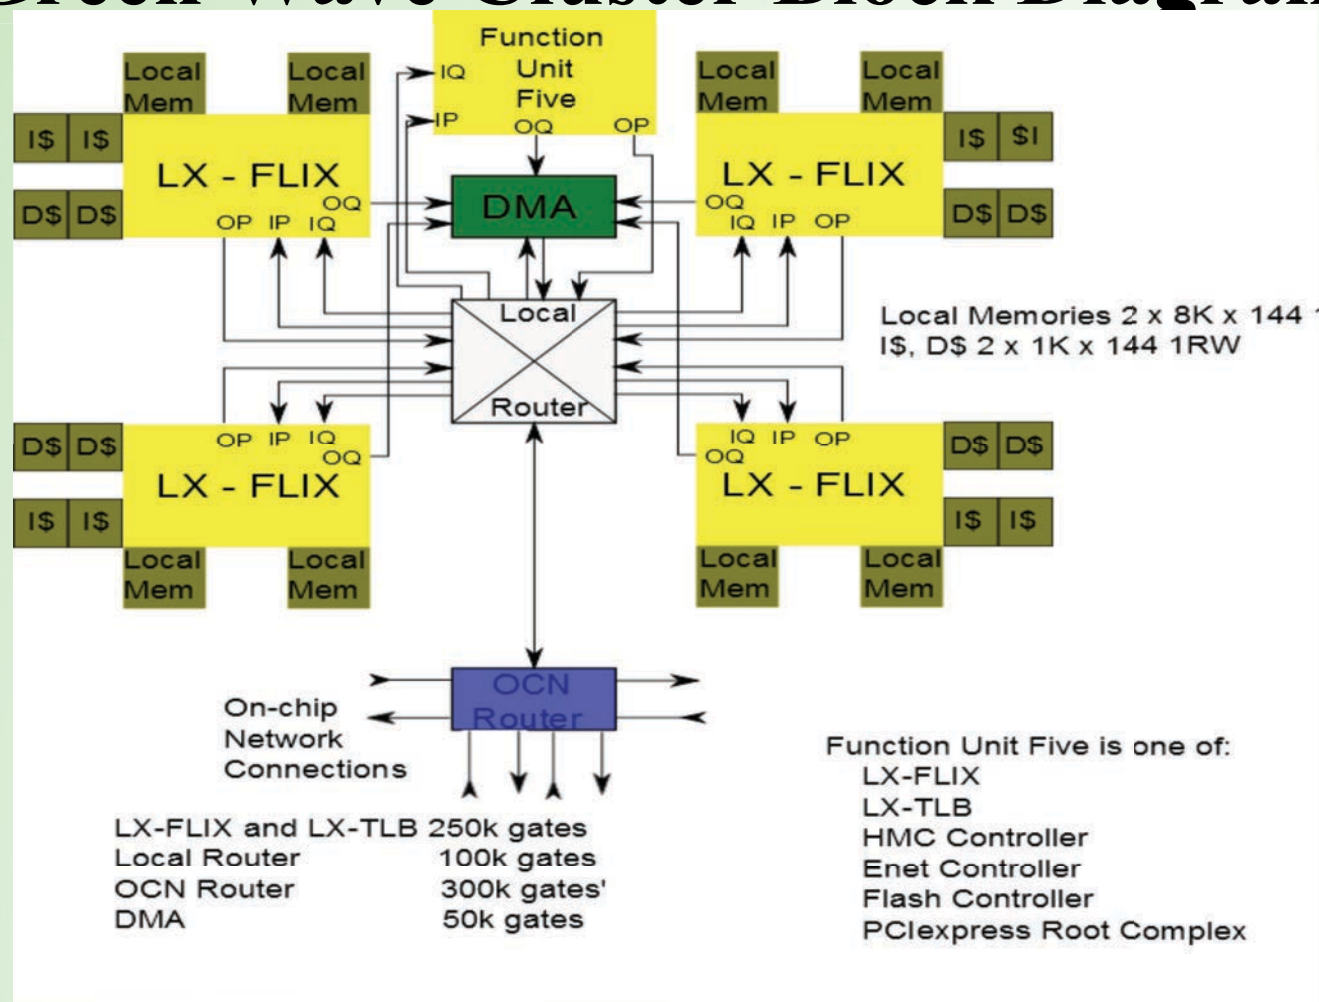 Green Wave Cluster Block Diagram
Function
Unit
Five
IQ
IP
OQ
OP
Local
Mem
Local
Mem
I$ I$
D$ D$
LX - FLIX
OQ
OP IP IQ
DMA
Local
Mem
Local
Mem
I$ $I
D$ D$
LX - FLIX
OQ
IQ IP OP
Local
Router
Local Memories 2 x 8K x 144
I$, D$ 2 x 1K x 144 1RW
D$ D$
I$ I$
OP IP IQ
OQ
LX - FLIX
Local
Mem
Local
Mem
IQ IP OP
OQ
LX - FLIX
D$ D$
I$ I$
Local
Mem
Local
Mem
OCN
Router
On-chip
Network
Connections
LX-FLIX and LX-TLB 250k gates
Local Router 100k gates
OCN Router 300k gates'
DMA 50k gates
Function Unit Five is one of:
LX-FLIX
LX-TLB
HMC Controller
Enet Controller
Flash Controller
PCIexpress Root Complex